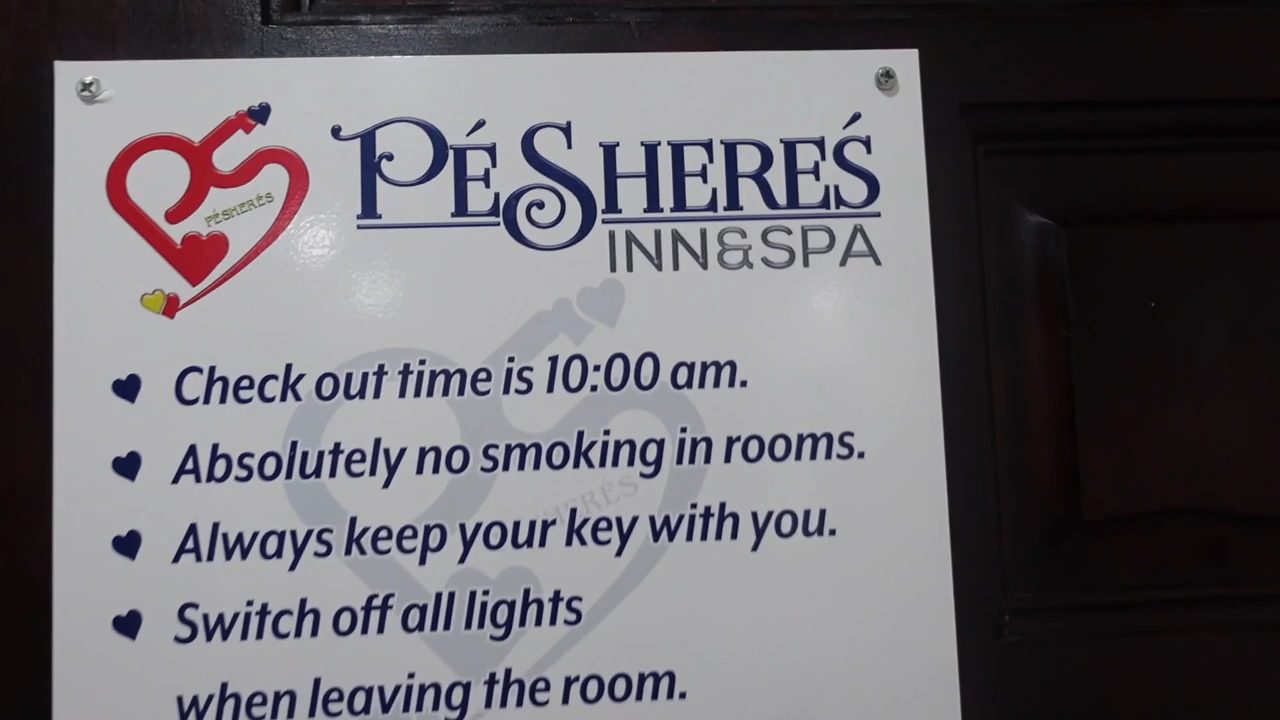 PÉSHERÉS
PÉSHEREŚ
INN&SPA
Check out time is 10:00 am.
Absolutely no smoking in rooms.
Always keep your key with you.
Switch off all lights
when leaving the room.